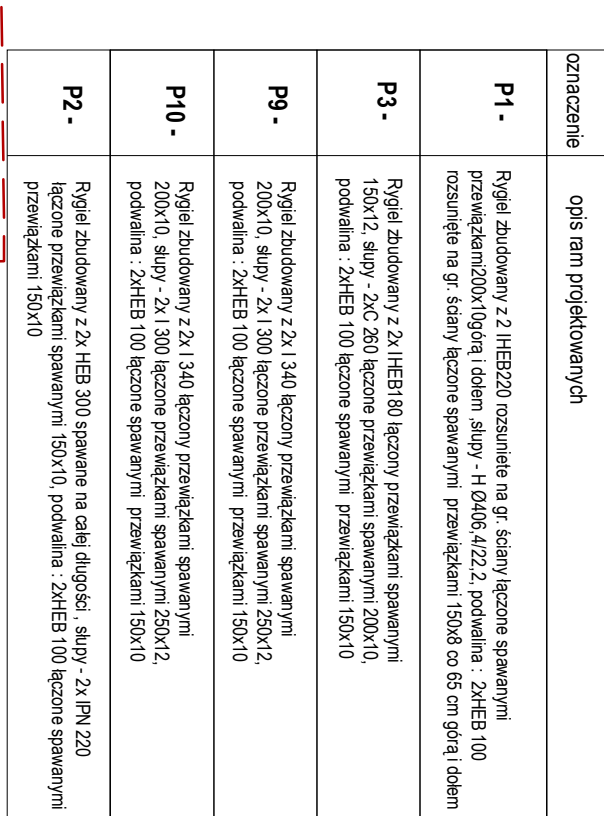 oznaczenie
opis ram projektowanych
P1 -
Rygiel zbudowany z 2 IHEB220 rozsuniete na gr. ściany łączone spawanymi
przewiązkami200x10górą i dołem ,słupy - H Ø406,4/22,2, podwalina : 2xHEB 100
rozsunięte na gr. ściany łączone spawanymi przewiązkami 150x8 co 65 cm górą i dołem
P3 -
Rygiel zbudowany z 2x IHEB180 łączony przewiązkami spawanymi
150x12, słupy - 2xC 260 łączone przewiązkami spawanymi 200x10,
podwalina : 2xHEB 100 łączone spawanymi przewiązkami 150x10
P9 -
Rygiel zbudowany z 2x I 340 łączony przewiązkami spawanymi
200x10, słupy - 2x I 300 łączone przewiązkami spawanymi 250x12,
podwalina : 2xHEB 100 łączone spawanymi przewiązkami 150x10
P10 -
Rygiel zbudowany z 2x I 340 łączony przewiązkami spawanymi
200x10, słupy - 2x I 300 łączone przewiązkami spawanymi 250x12,
podwalina : 2xHEB 100 łączone spawanymi przewiązkami 150x10
P2 -
Rygiel zbudowany z 2x HEB 300 spawane na całej długości , słupy - 2x IPN 220
łączone przewiązkami spawanymi 150x10, podwalina : 2xHEB 100 łączone spawanymi
przewiązkami 150x10